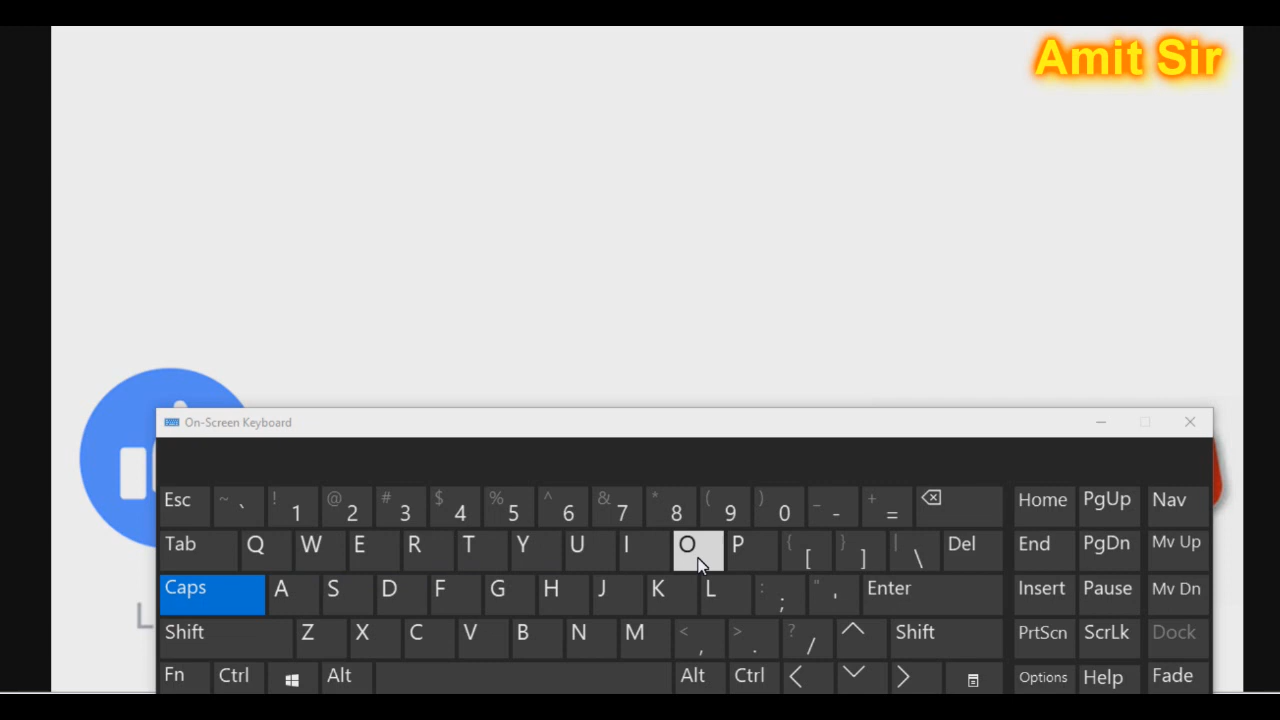 Amit Sir
On-Screen Keyboard
Esc ~ ` ! 1 @ 2 # 3 $ 4 % 5 ^ 6 & 7 * 8 ( 9 ) 0 _ - + = Home PgUp Nav
Tab Q W E R T Y U I O P { [ } ] | \ Del End PgDn Mv Up
Caps A S D F G H J K L : ; " ' Enter Insert Pause Mv Dn
L
Shift Z X C V B N M < , > . ? / Shift PrtScn ScrLk Dock
Fn Ctrl Alt Alt Ctrl Options Help Fade